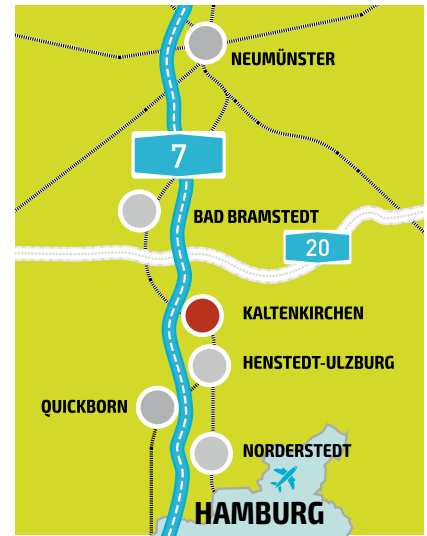 NEUMÜNSTER
7
BAD BRAMSTEDT
20
KALTENKIRCHEN
HENSTEDT-ULZBURG
QUICKBORN
NORDERSTEDT
HAMBURG